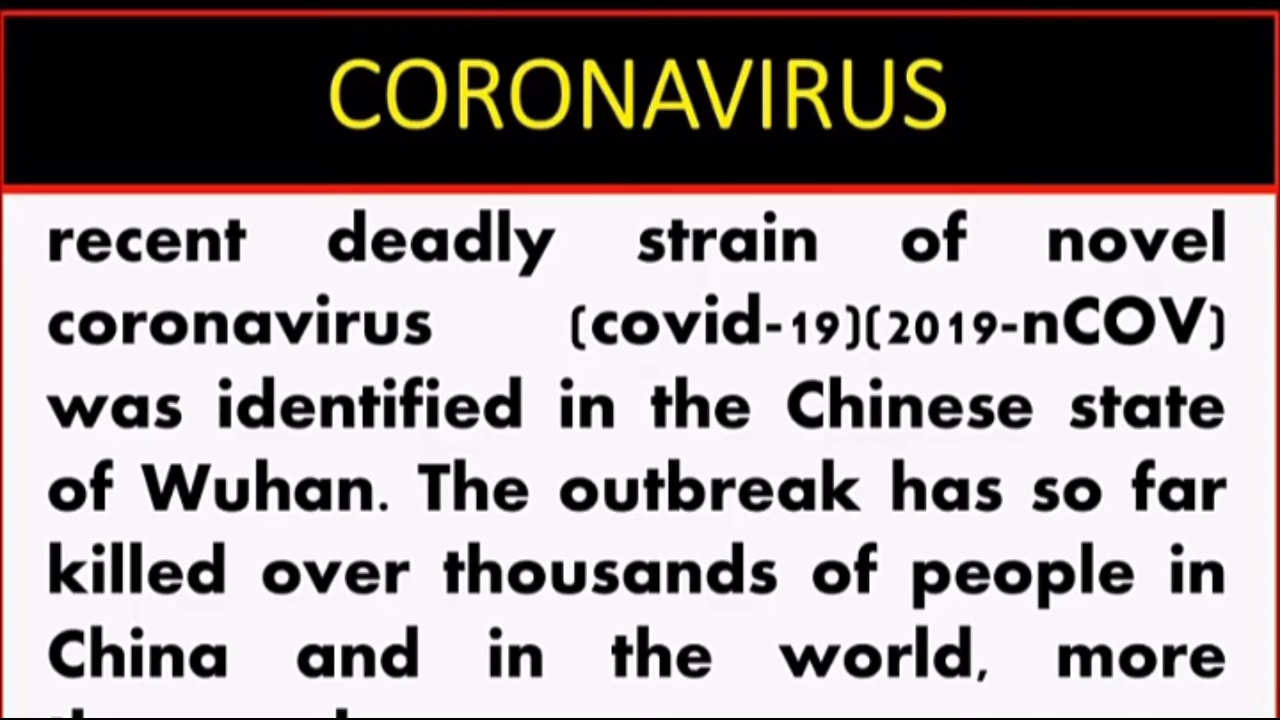 CORONAVIRUS
recent deadly strain of novel
coronavirus (covid-19)(2019-nCOV)
was identified in the Chinese state
of Wuhan. The outbreak has so far
killed over thousands of people in
China and in the world, more